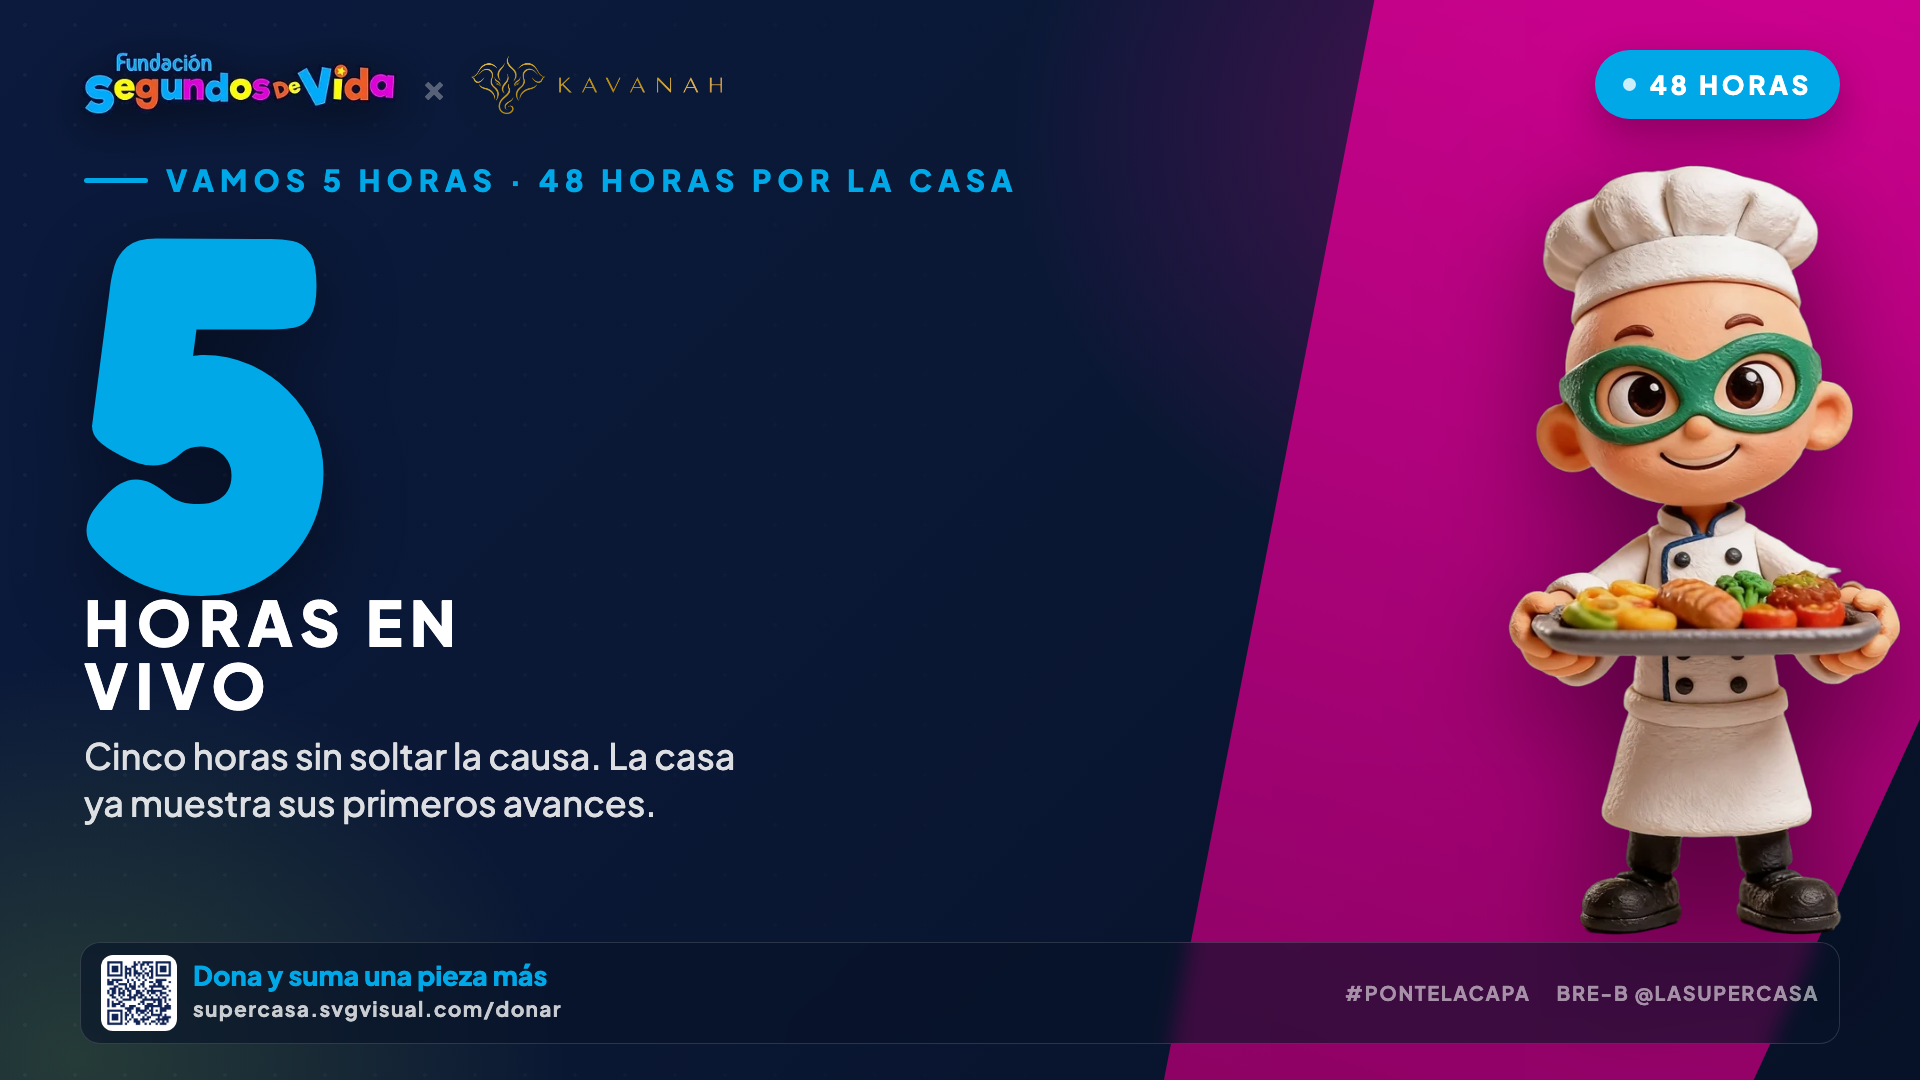 Fundación
Segundos De Vida
×
KAVANAH
48 HORAS
VAMOS 5 HORAS · 48 HORAS POR LA CASA
5
HORAS EN
VIVO
Cinco horas sin soltar la causa. La casa
ya muestra sus primeros avances.
Dona y suma una pieza más
supercasa.svgvisual.com/donar
#PONTELACAPA BRE-B @LASUPERCASA